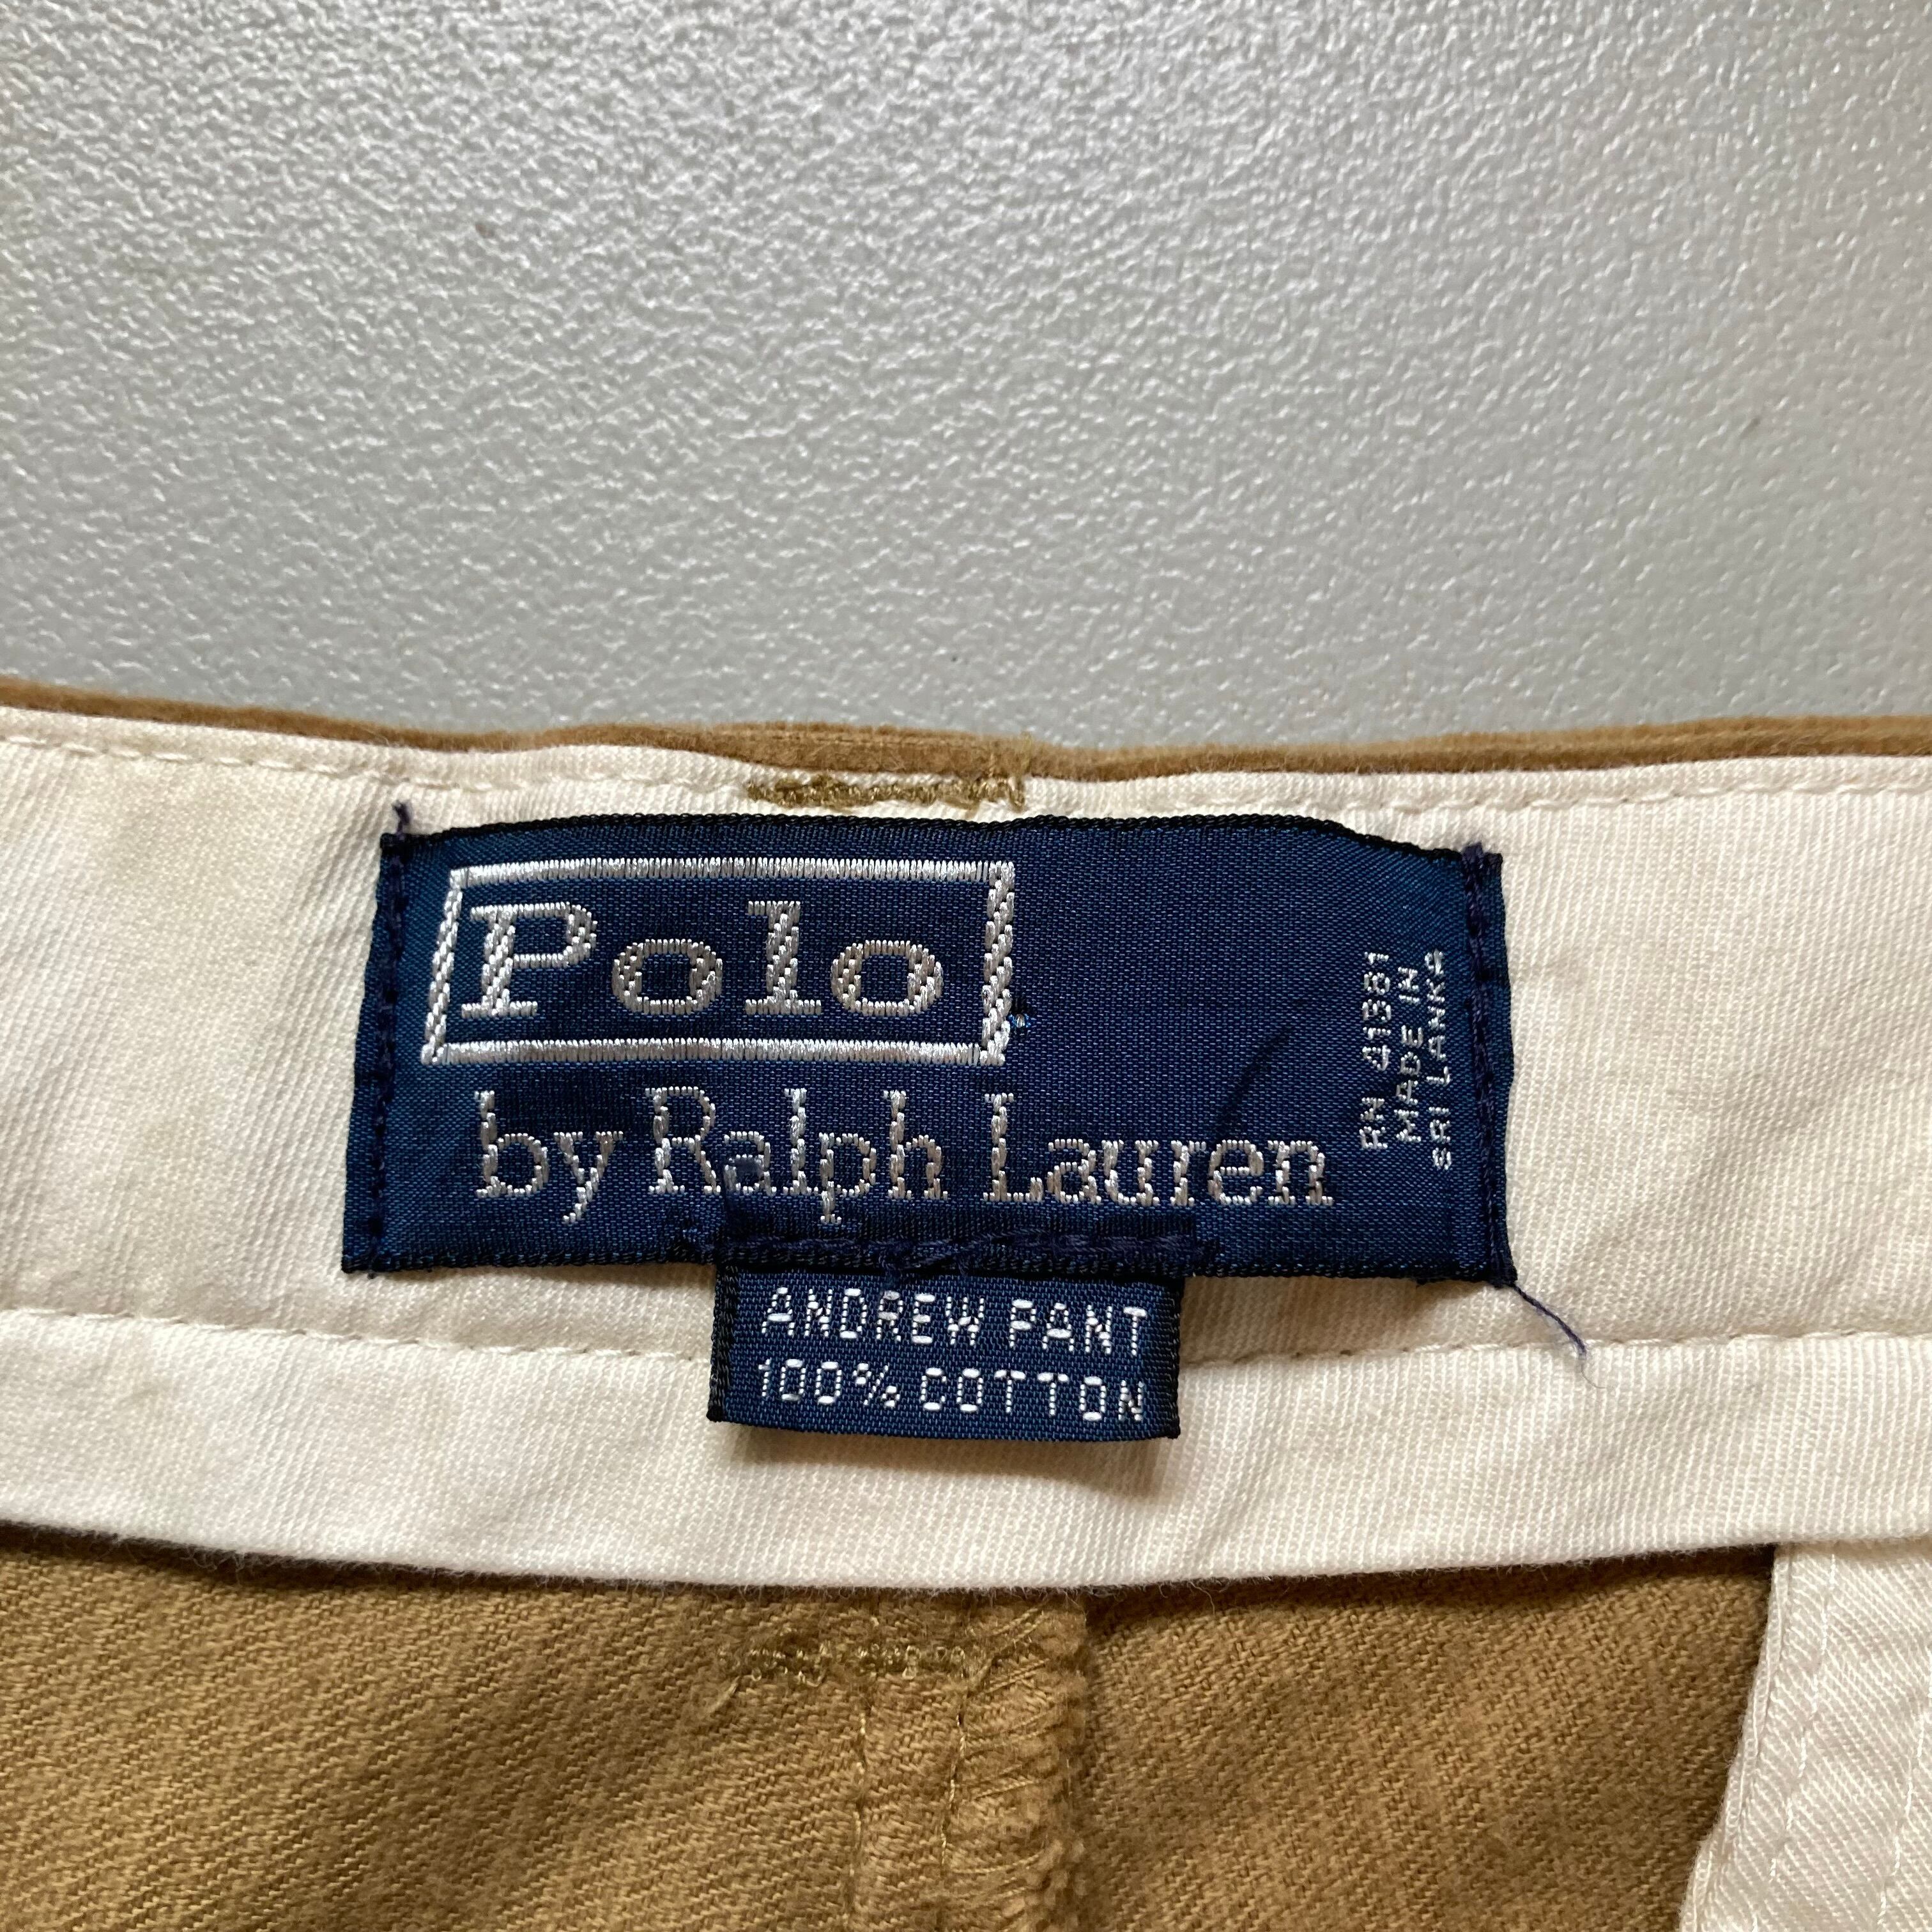 Polo
by Ralph Lauren
RN 41381
MADE IN
SRI LANKA
ANDREW PANT
100% COTTON